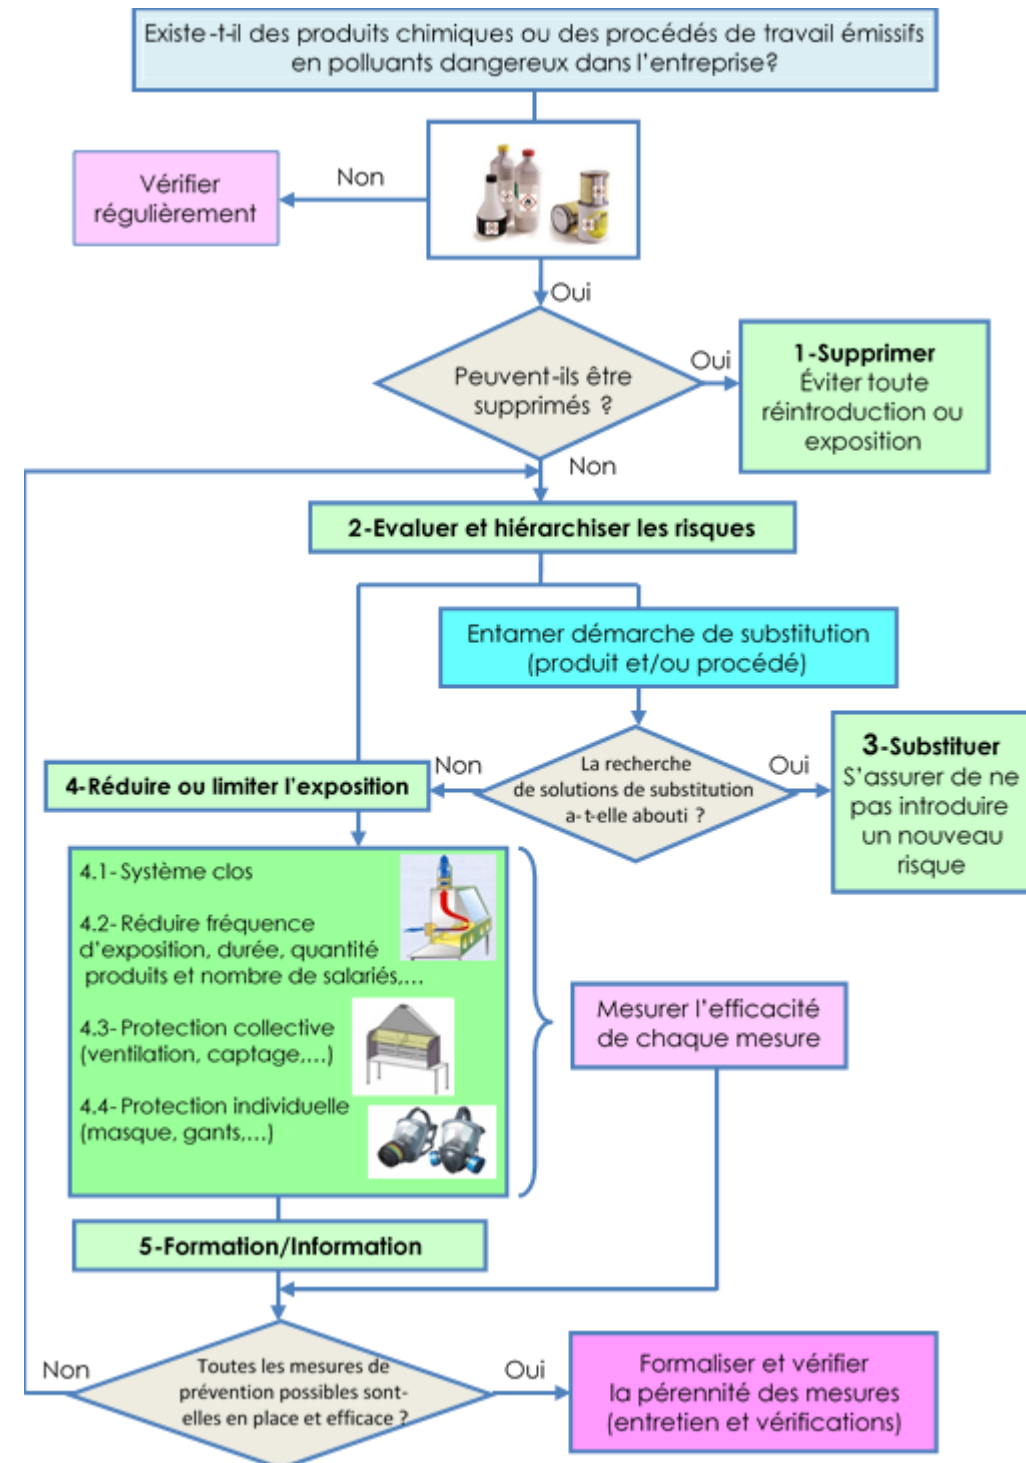 Existe-t-il des produits chimiques ou des procédés de travail émissifs
en polluants dangereux dans l'entreprise?
Vérifier
régulièrement
Non
Oui
Peuvent-ils être
supprimés ?
Oui
1-Supprimer
Éviter toute
réintroduction ou
exposition
Non
2-Evaluer et hiérarchiser les risques
Entamer démarche de substitution
(produit et/ou procédé)
La recherche
de solutions de substitution
a-t-elle abouti ?
Non
Oui
3-Substituer
S'assurer de ne
pas introduire
un nouveau
risque
4-Réduire ou limiter l'exposition
4.1- Système clos
4.2- Réduire fréquence
d'exposition, durée, quantité
produits et nombre de salariés,...
4.3- Protection collective
(ventilation, captage,...)
4.4- Protection individuelle
(masque, gants,...)
Mesurer l'efficacité
de chaque mesure
5-Formation/Information
Non
Toutes les mesures de
prévention possibles sont-
elles en place et efficace ?
Oui
Formaliser et vérifier
la pérennité des mesures
(entretien et vérifications)